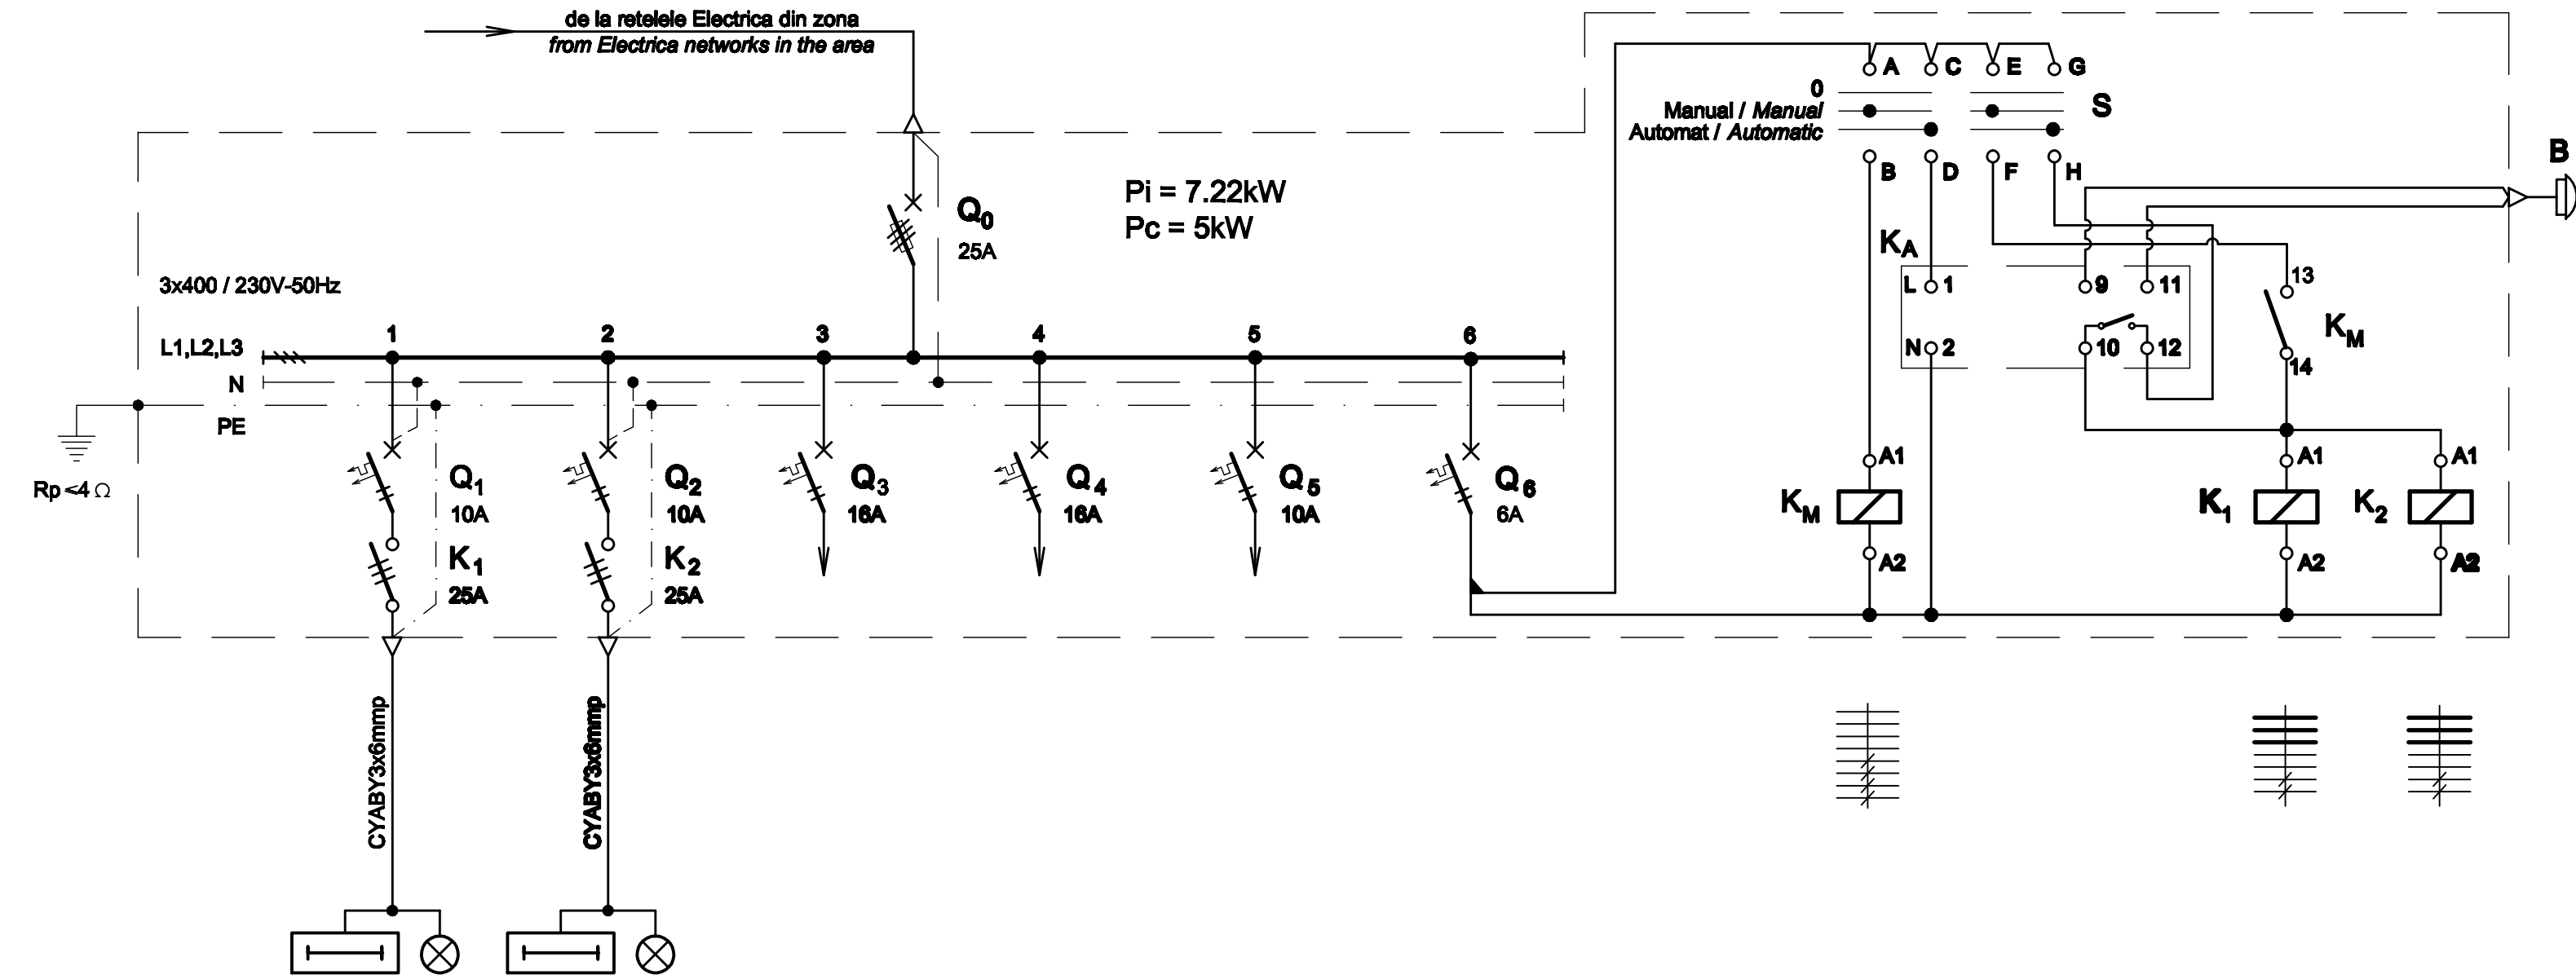 de la retelele Electrica din zona
from Electrica networks in the area
A C E G
0
Manual / Manual
Automat / Automatic
S
B D F H
B
Pi = 7.22kW
Pc = 5kW
Q0
25A
KA
3x400 / 230V-50Hz
L 1 9 11 13
N 2 10 12 14
KM
L1,L2,L3
1 2 3 4 5 6
N
PE
Rp <4 Ω
Q1
10A
K1
25A
Q2
10A
K2
25A
Q3
16A
Q4
16A
Q5
10A
Q6
6A
A1
KM
A2
A1
K1
A2
A1
K2
A2
CYABY3x6mmp
CYABY3x6mmp